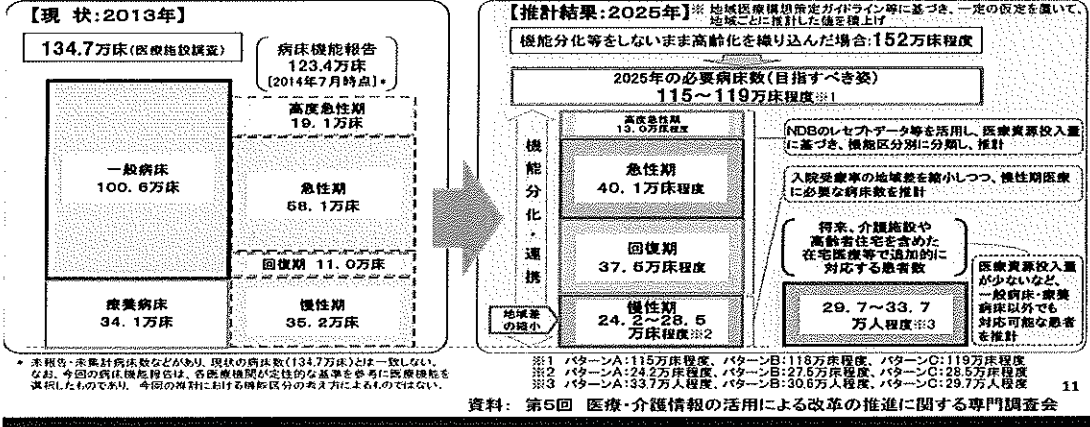 【現 状:2013年】
134.7万床(医療施設調査)
病床機能報告
123.4万床
[2014年7月時点]*
高度急性期
19.1万床
一般病床
100.6万床
急性期
58.1万床
回復期 11.0万床
療養病床
34.1万床
慢性期
35.2万床
* 未報告・未集計病床数などがあり、現状の病床数(134.7万床)とは一致しない。
なお、今回の病床機能報告は、各医療機関が定性的な基準を参考に医療機能を
選択したものであり、今回の推計における機能区分の考え方によるものではない。
【推計結果:2025年】※ 地域医療構想策定ガイドライン等に基づき、一定の仮定を置いて、
地域ごとに推計した値を積上げ
機能分化等をしないまま高齢化を織り込んだ場合:152万床程度
2025年の必要病床数(目指すべき姿)
115~119万床程度※1
機能分化・連携
地域差
の縮小
高度急性期
13.0万床程度
急性期
40.1万床程度
回復期
37.5万床程度
慢性期
24.2~28.5
万床程度※2
NDBのレセプトデータ等を活用し、医療資源投入量
に基づき、機能区分別に分類し、推計
入院受療率の地域差を縮小しつつ、慢性期医療
に必要な病床数を推計
将来、介護施設や
高齢者住宅を含めた
在宅医療等で追加的に
対応する患者数
29.7~33.7
万人程度※3
医療資源投入量
が少ないなど、
一般病床・療養
病床以外でも
対応可能な患者
を推計
※1 パターンA:115万床程度、パターンB:118万床程度、パターンC:119万床程度
※2 パターンA:24.2万床程度、パターンB:27.5万床程度、パターンC:28.5万床程度
※3 パターンA:33.7万人程度、パターンB:30.6万人程度、パターンC:29.7万人程度
11
資料: 第5回 医療・介護情報の活用による改革の推進に関する専門調査会